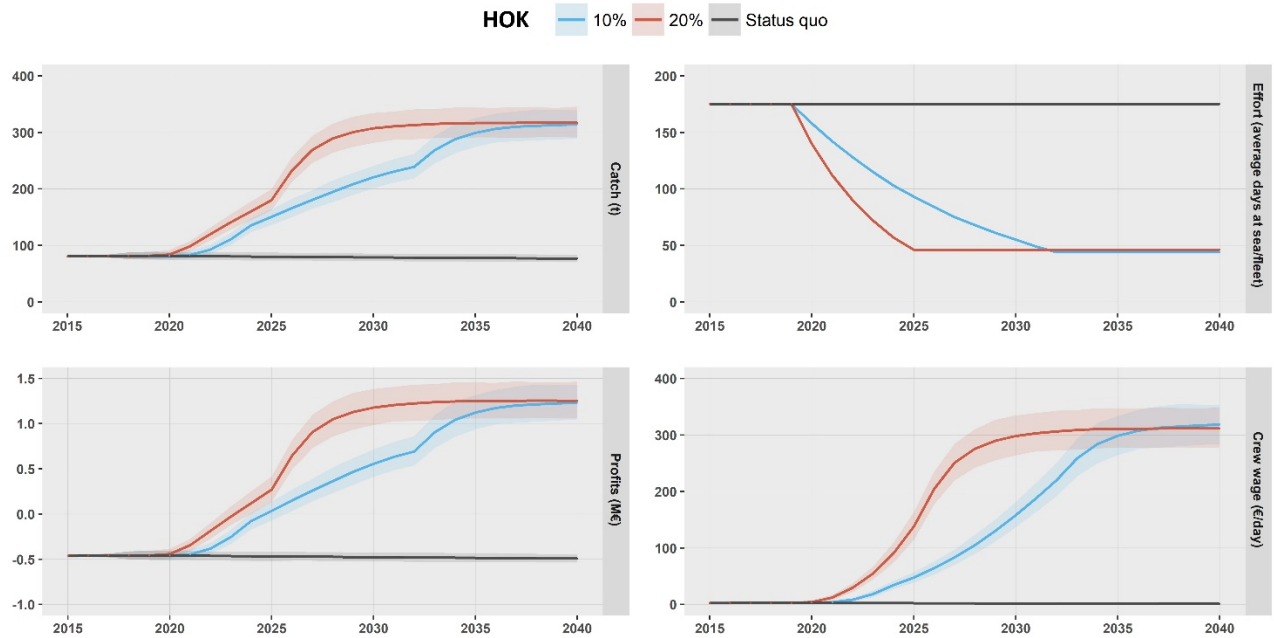 HOK 10% 20% Status quo
400
300
200
100
0
2015 2020 2025 2030 2035 2040
Catch (t)
200
150
100
50
0
2015 2020 2025 2030 2035 2040
Effort (average days at sea/fleet)
1.5
1.0
0.5
0.0
-0.5
-1.0
2015 2020 2025 2030 2035 2040
Profits (M€)
400
300
200
100
0
2015 2020 2025 2030 2035 2040
Crew wage (€/day)